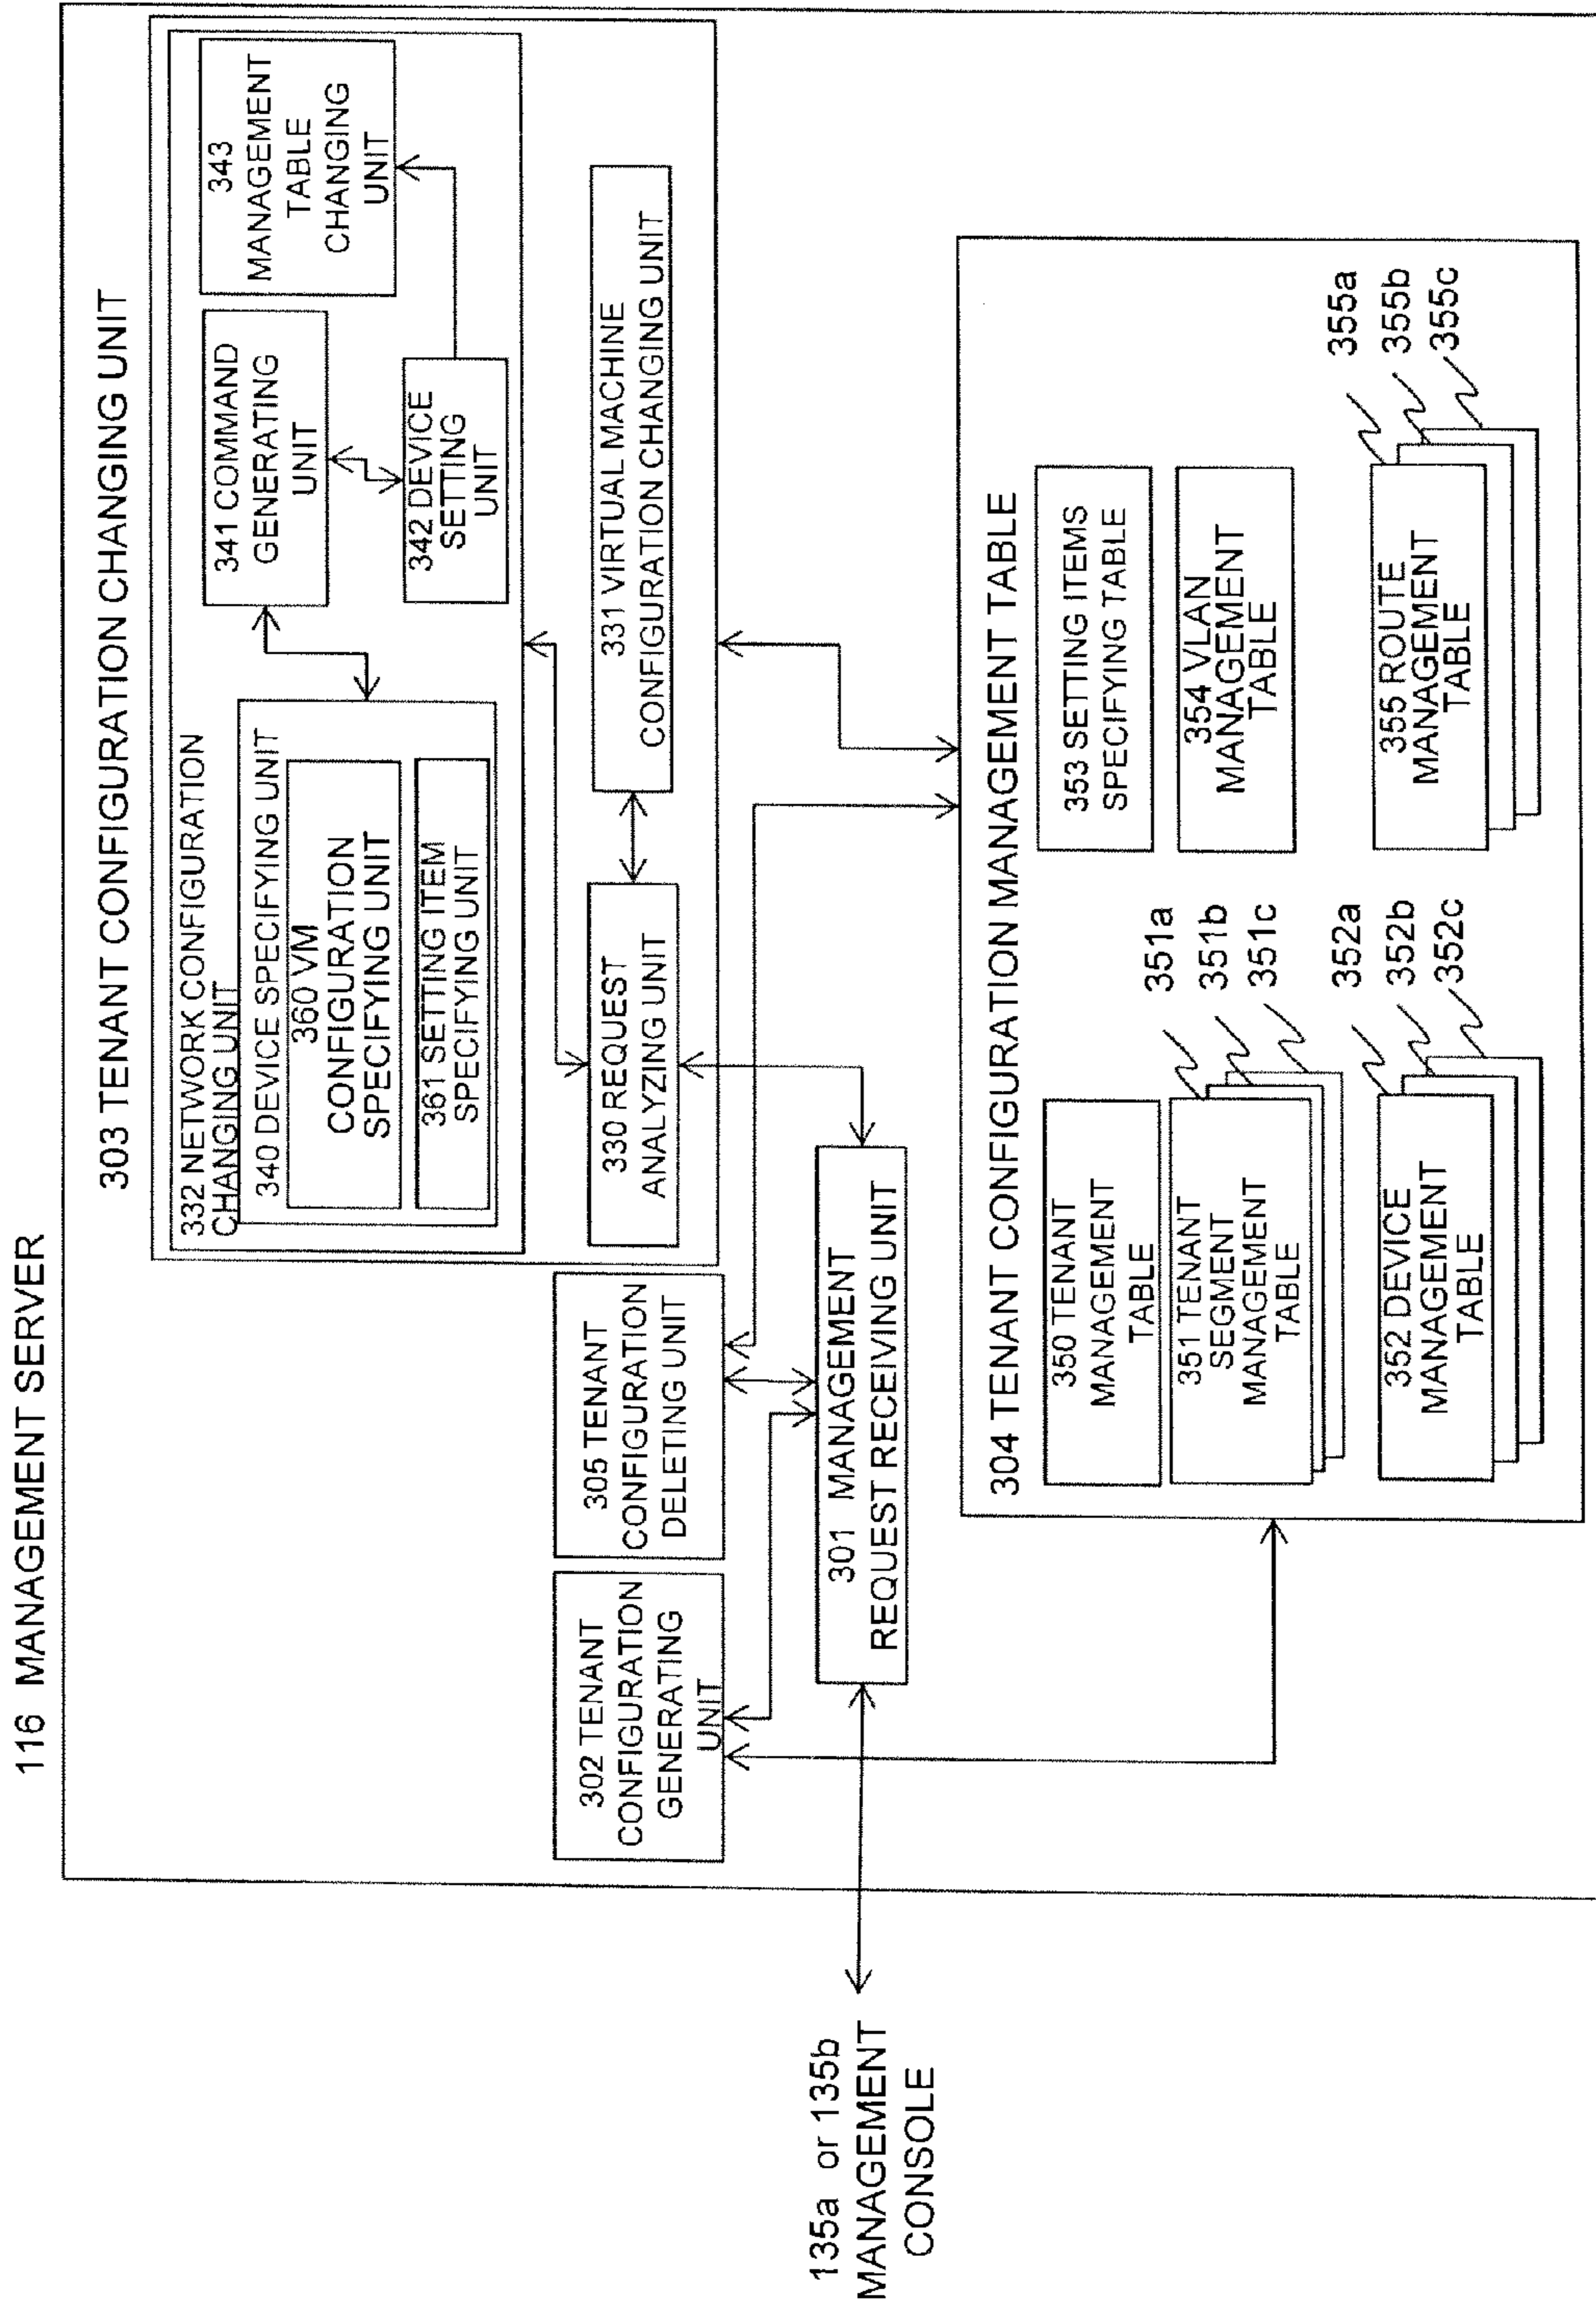 116 MANAGEMENT SERVER
303 TENANT CONFIGURATION CHANGING UNIT
332 NETWORK CONFIGURATION
CHANGING UNIT
340 DEVICE SPECIFYING UNIT
360 VM
CONFIGURATION
SPECIFYING UNIT
361 SETTING ITEM
SPECIFYING UNIT
341 COMMAND
GENERATING
UNIT
342 DEVICE
SETTING
UNIT
343
MANAGEMENT
TABLE
CHANGING
UNIT
330 REQUEST
ANALYZING UNIT
331 VIRTUAL MACHINE
CONFIGURATION CHANGING UNIT
302 TENANT
CONFIGURATION
GENERATING
UNIT
305 TENANT
CONFIGURATION
DELETING UNIT
301 MANAGEMENT
REQUEST RECEIVING UNIT
135a or 135b
MANAGEMENT
CONSOLE
304 TENANT CONFIGURATION MANAGEMENT TABLE
350 TENANT
MANAGEMENT
TABLE
351 TENANT
SEGMENT
MANAGEMENT
TABLE
351a
351b
351c
352 DEVICE
MANAGEMENT
TABLE
352a
352b
352c
353 SETTING ITEMS
SPECIFYING TABLE
354 VLAN
MANAGEMENT
TABLE
355 ROUTE
MANAGEMENT
TABLE
355a
355b
355c